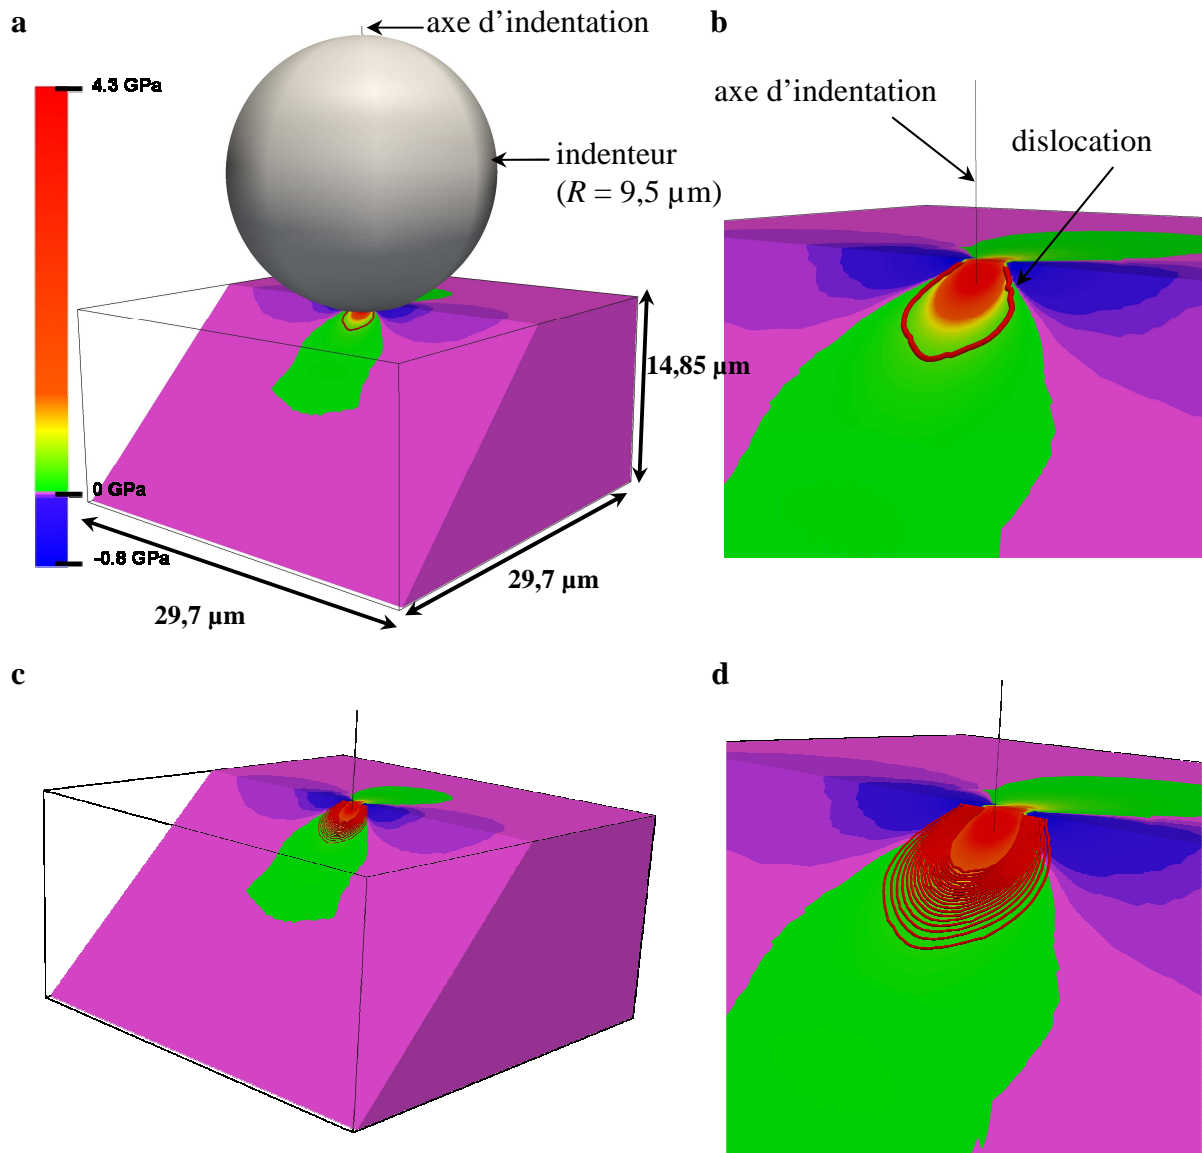 a
axe d’indentation
4.3 GPa
indenteur
(R = 9,5 µm)
14,85 µm
0 GPa
-0.8 GPa
29,7 µm
29,7 µm
b
axe d’indentation
dislocation
c
d